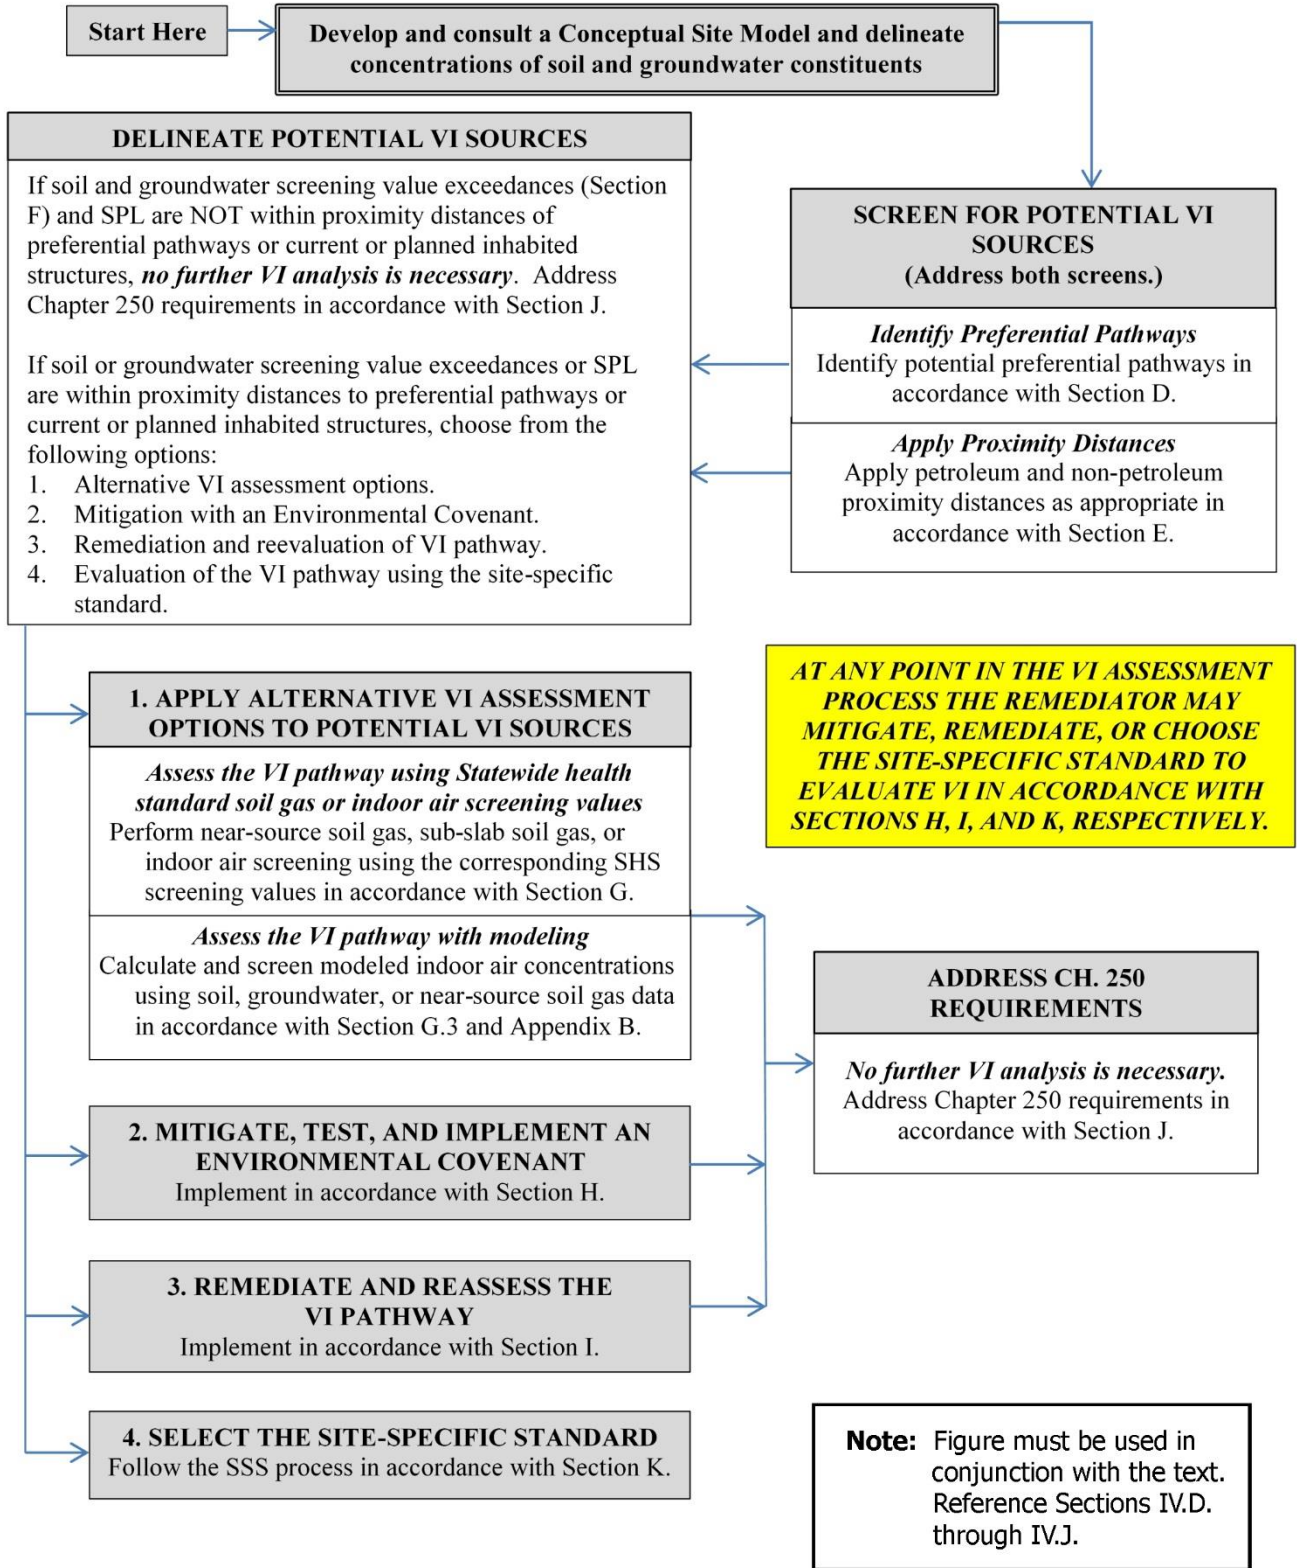 Start Here
Develop and consult a Conceptual Site Model and delineate
concentrations of soil and groundwater constituents
DELINEATE POTENTIAL VI SOURCES
If soil and groundwater screening value exceedances (Section
F) and SPL are NOT within proximity distances of
preferential pathways or current or planned inhabited
structures, no further VI analysis is necessary. Address
Chapter 250 requirements in accordance with Section J.
If soil or groundwater screening value exceedances or SPL
are within proximity distances to preferential pathways or
current or planned inhabited structures, choose from the
following options:
1. Alternative VI assessment options.
2. Mitigation with an Environmental Covenant.
3. Remediation and reevaluation of VI pathway.
4. Evaluation of the VI pathway using the site-specific
standard.
SCREEN FOR POTENTIAL VI
SOURCES
(Address both screens.)
Identify Preferential Pathways
Identify potential preferential pathways in
accordance with Section D.
Apply Proximity Distances
Apply petroleum and non-petroleum
proximity distances as appropriate in
accordance with Section E.
AT ANY POINT IN THE VI ASSESSMENT
PROCESS THE REMEDIATOR MAY
MITIGATE, REMEDIATE, OR CHOOSE
THE SITE-SPECIFIC STANDARD TO
EVALUATE VI IN ACCORDANCE WITH
SECTIONS H, I, AND K, RESPECTIVELY.
1. APPLY ALTERNATIVE VI ASSESSMENT
OPTIONS TO POTENTIAL VI SOURCES
Assess the VI pathway using Statewide health
standard soil gas or indoor air screening values
Perform near-source soil gas, sub-slab soil gas, or
indoor air screening using the corresponding SHS
screening values in accordance with Section G.
Assess the VI pathway with modeling
Calculate and screen modeled indoor air concentrations
using soil, groundwater, or near-source soil gas data
in accordance with Section G.3 and Appendix B.
2. MITIGATE, TEST, AND IMPLEMENT AN
ENVIRONMENTAL COVENANT
Implement in accordance with Section H.
3. REMEDIATE AND REASSESS THE
VI PATHWAY
Implement in accordance with Section I.
4. SELECT THE SITE-SPECIFIC STANDARD
Follow the SSS process in accordance with Section K.
ADDRESS CH. 250
REQUIREMENTS
No further VI analysis is necessary.
Address Chapter 250 requirements in
accordance with Section J.
Note: Figure must be used in
conjunction with the text.
Reference Sections IV.D.
through IV.J.